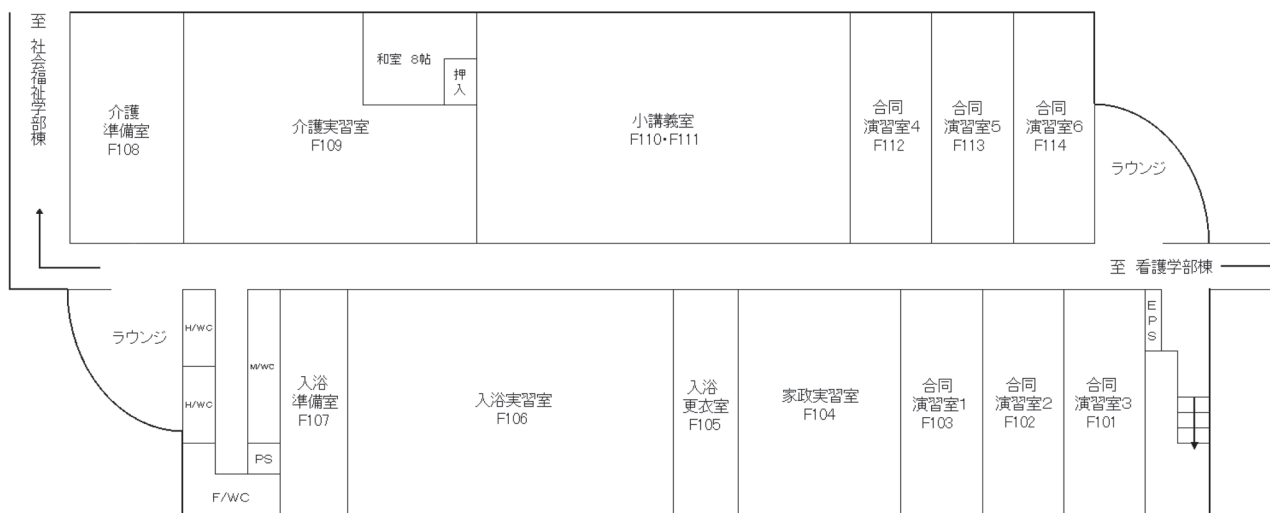 至 社会福祉学部棟
介護
準備室
F108
介護実習室
F109
和室 8帖
押入
小講義室
F110・F111
合同
演習室4
F112
合同
演習室5
F113
合同
演習室6
F114
ラウンジ
至 看護学部棟
ラウンジ
H/WC
H/WC
M/WC
PS
F/WC
入浴
準備室
F107
入浴実習室
F106
入浴
更衣室
F105
家政実習室
F104
合同
演習室1
F103
合同
演習室2
F102
合同
演習室3
F101
EPS